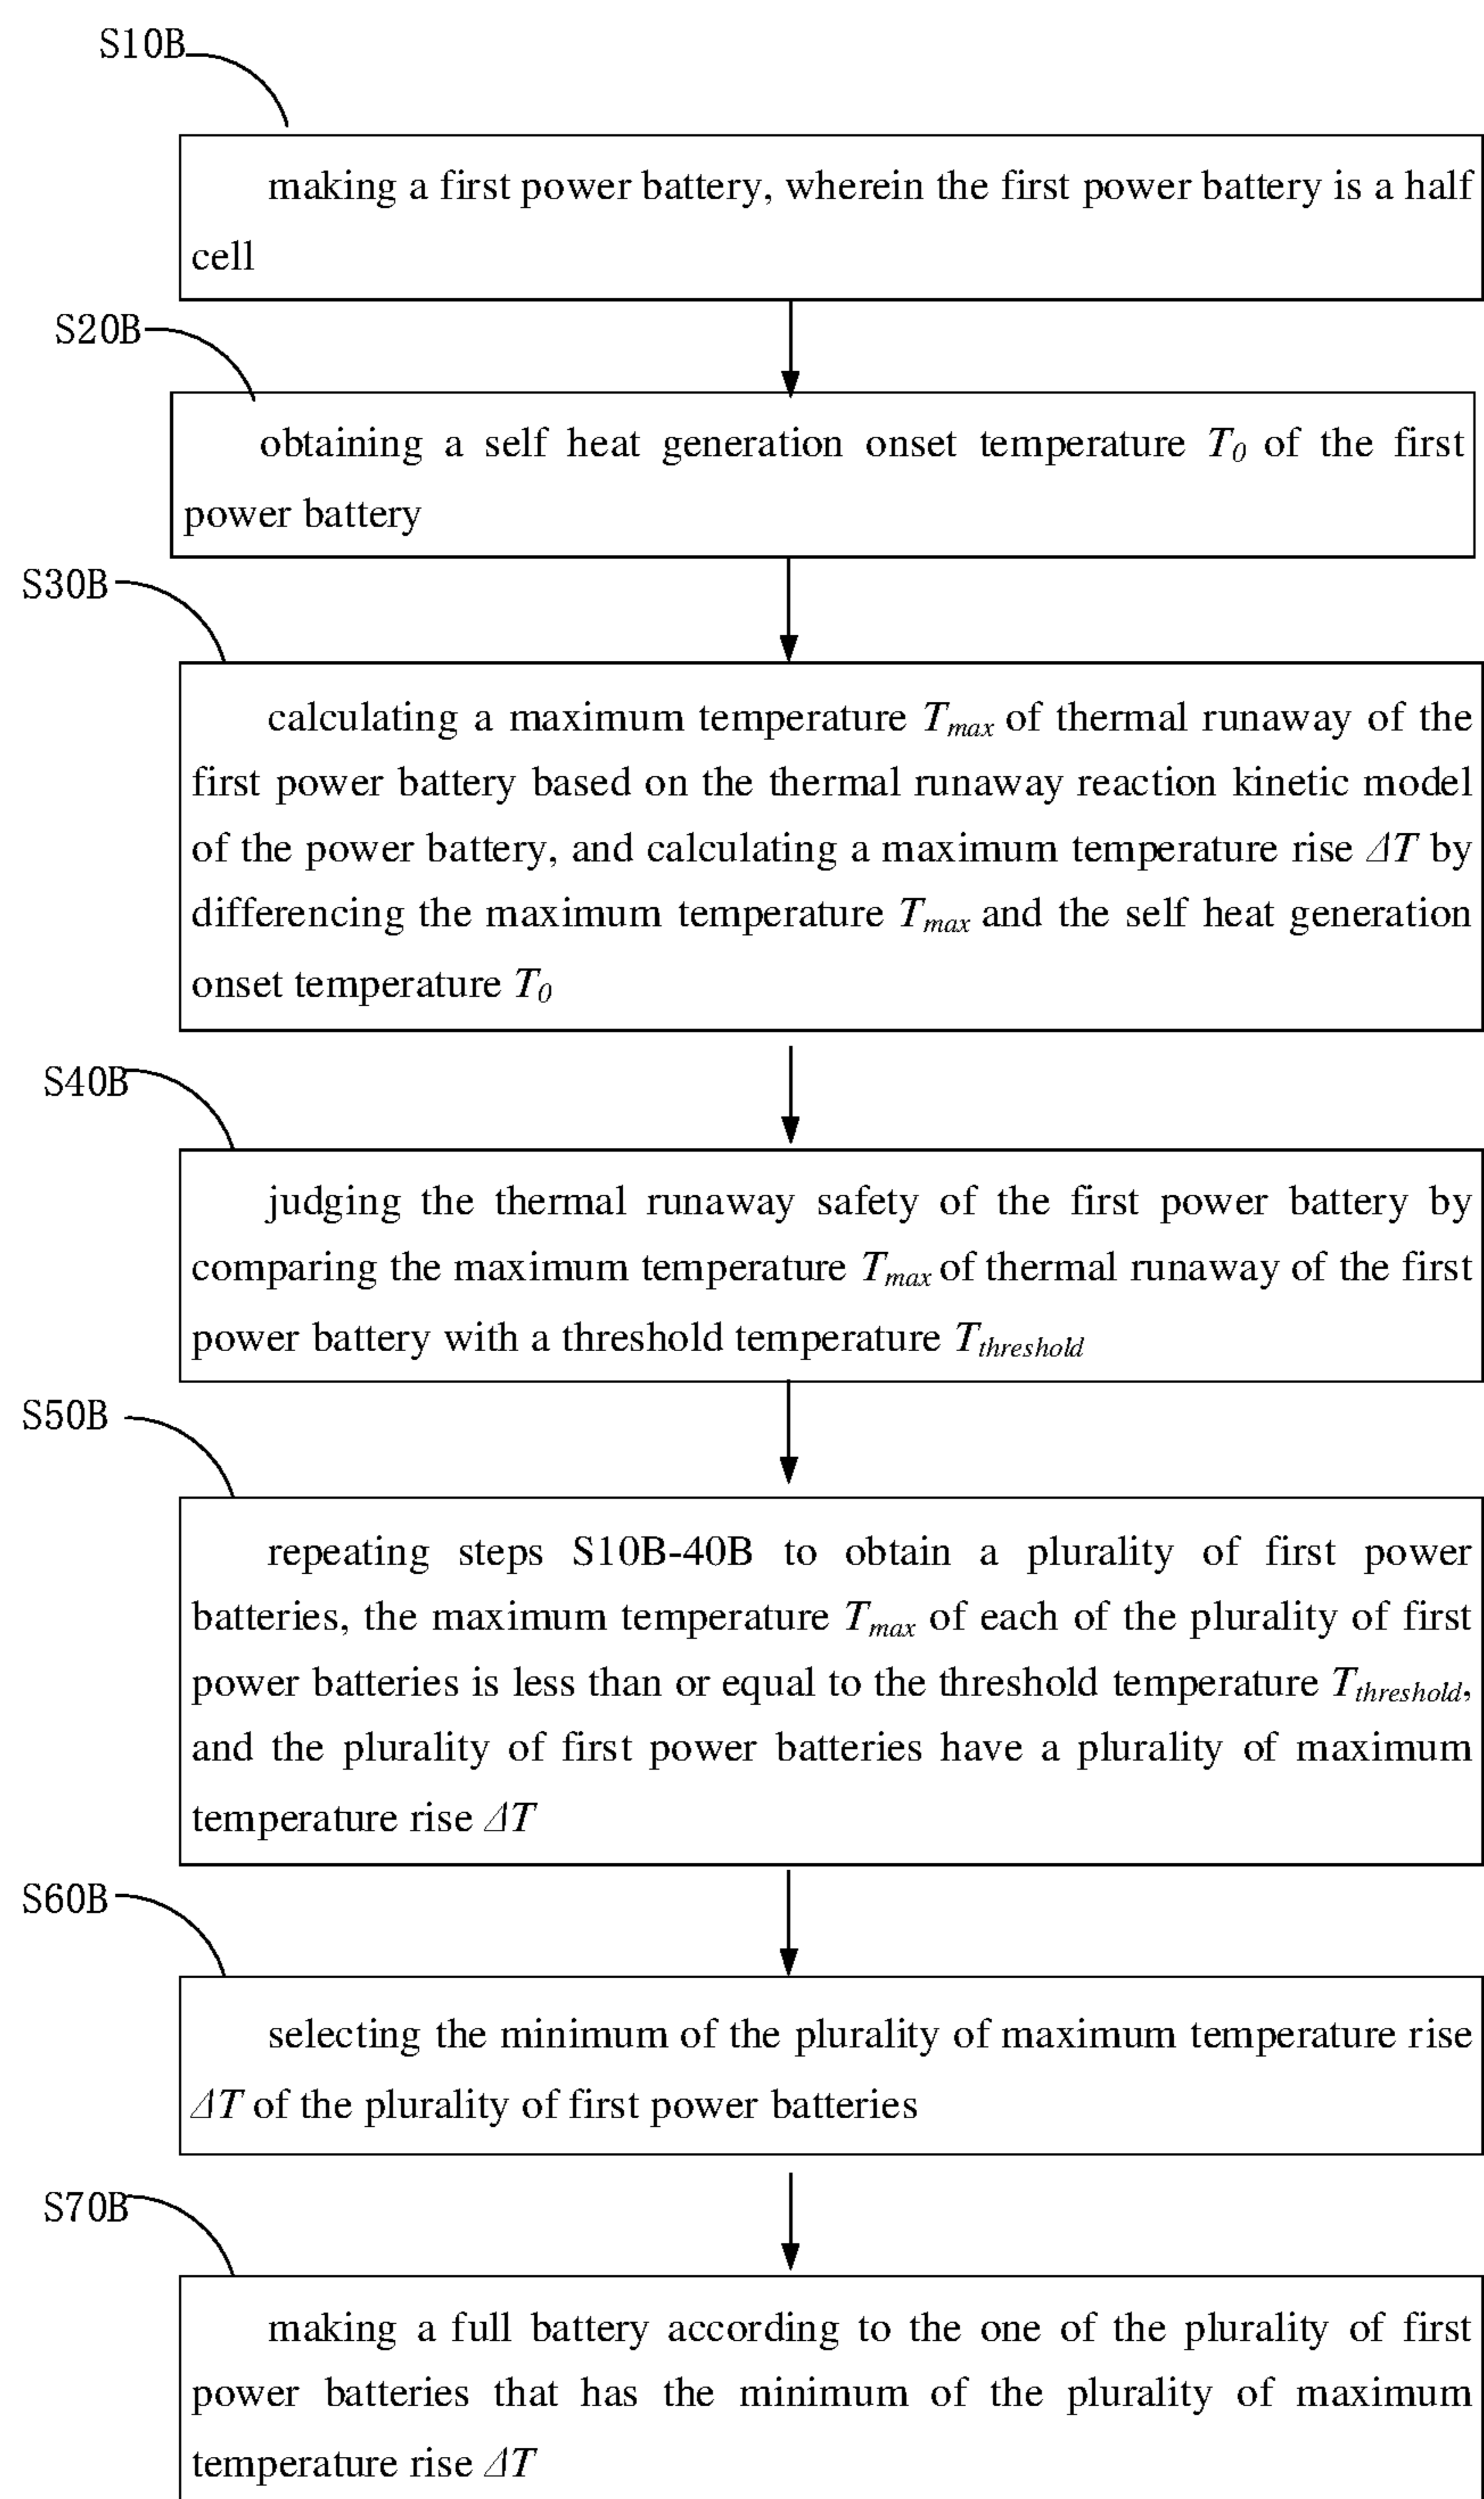 S10B
making a first power battery, wherein the first power battery is a half
cell
S20B
obtaining a self heat generation onset temperature T0 of the first
power battery
S30B
calculating a maximum temperature Tmax of thermal runaway of the
first power battery based on the thermal runaway reaction kinetic model
of the power battery, and calculating a maximum temperature rise ΔT by
differencing the maximum temperature Tmax and the self heat generation
onset temperature T0
S40B
judging the thermal runaway safety of the first power battery by
comparing the maximum temperature Tmax of thermal runaway of the first
power battery with a threshold temperature Tthreshold
S50B
repeating steps S10B-40B to obtain a plurality of first power
batteries, the maximum temperature Tmax of each of the plurality of first
power batteries is less than or equal to the threshold temperature Tthreshold,
and the plurality of first power batteries have a plurality of maximum
temperature rise ΔT
S60B
selecting the minimum of the plurality of maximum temperature rise
ΔT of the plurality of first power batteries
S70B
making a full battery according to the one of the plurality of first
power batteries that has the minimum of the plurality of maximum
temperature rise ΔT